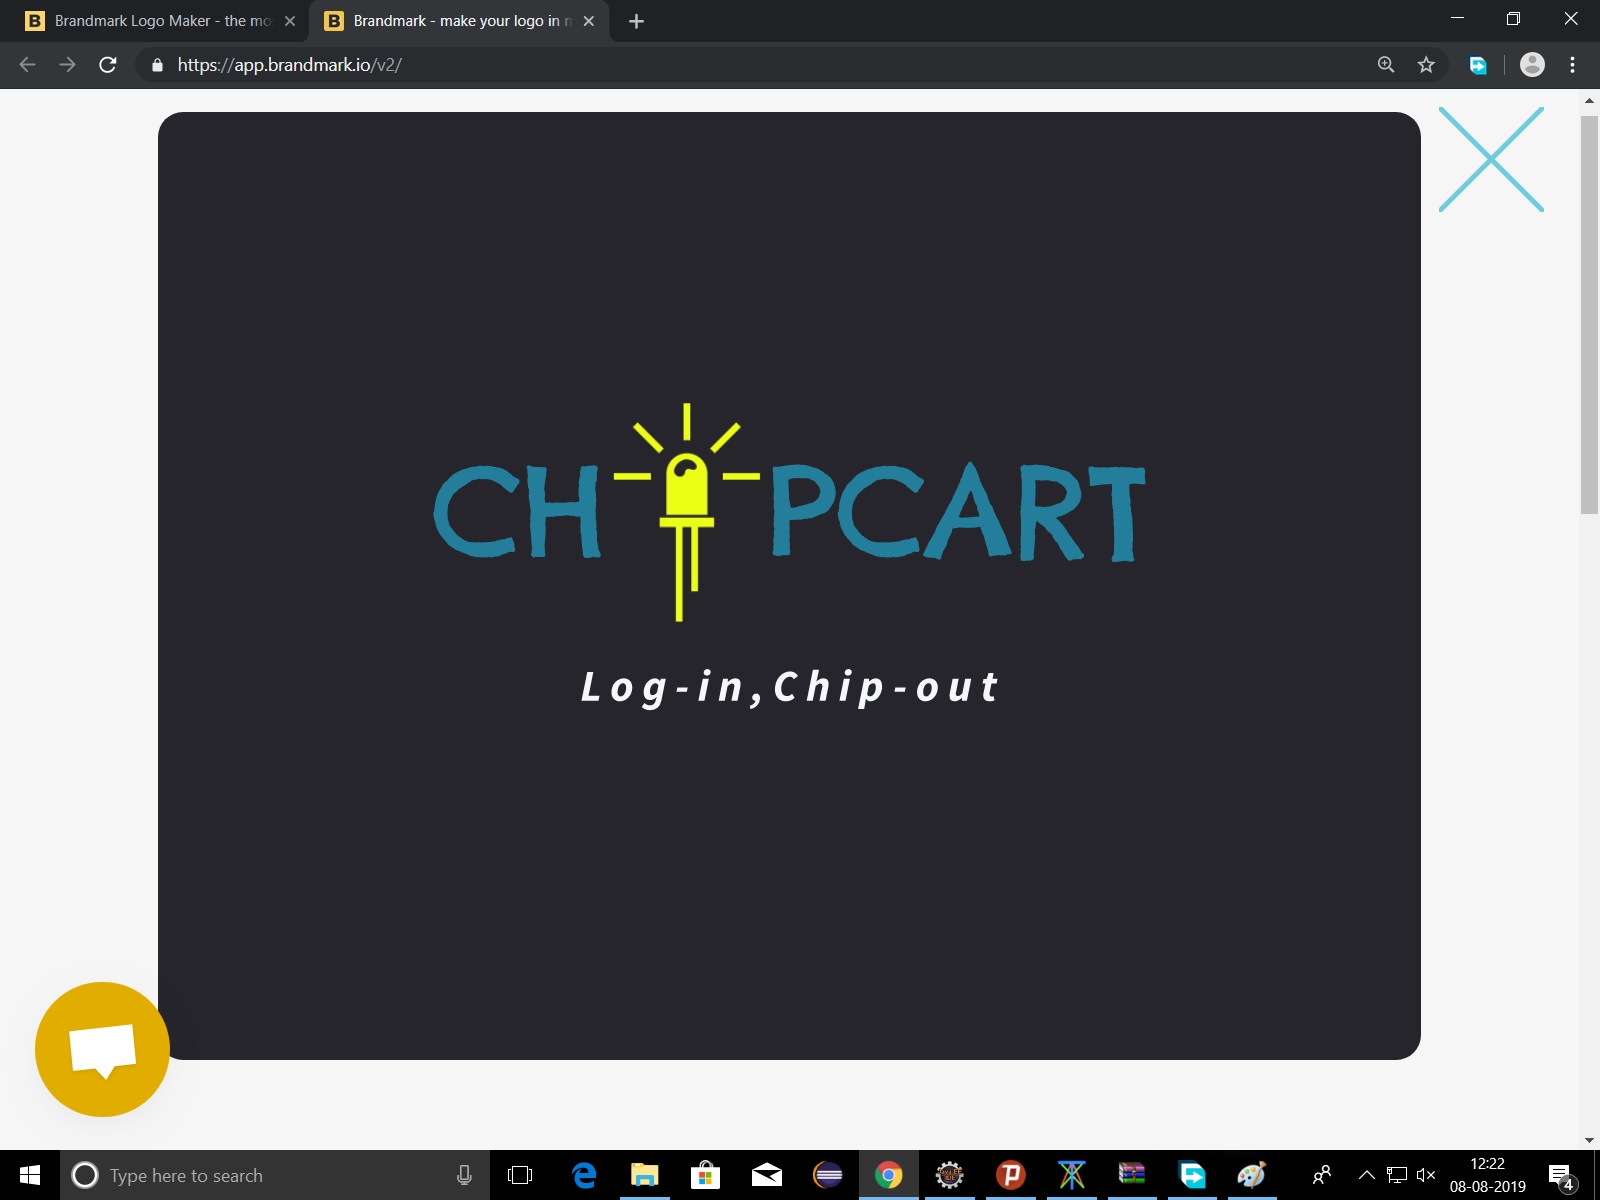 Brandmark Logo Maker - the mo
Brandmark - make your logo in m
https://app.brandmark.io/v2/
CH PCART
Log-in,Chip-out
Type here to search
12:22
08-08-2019
4